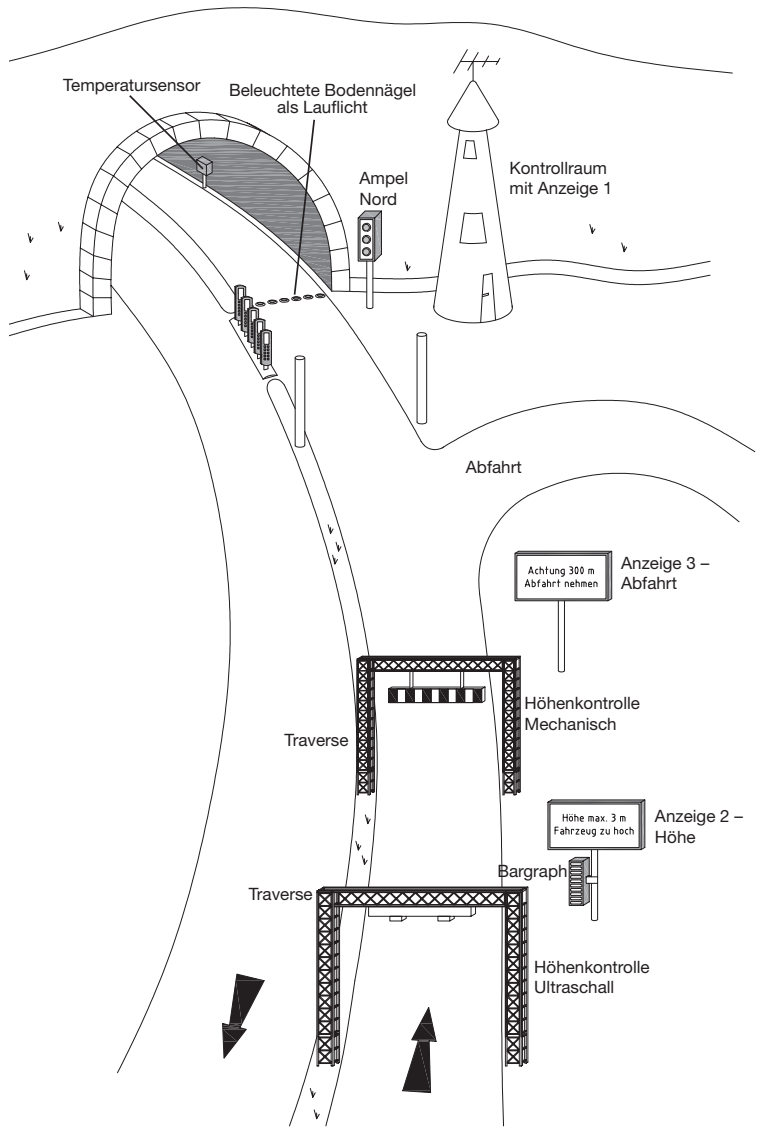 Temperatursensor
Beleuchtete Bodennägel
als Lauflicht
Ampel
Nord
Kontrollraum
mit Anzeige 1
Abfahrt
Achtung 300 m
Abfahrt nehmen
Anzeige 3 –
Abfahrt
Höhenkontrolle
Mechanisch
Traverse
Höhe max. 3 m
Fahrzeug zu hoch
Anzeige 2 –
Höhe
Bargraph
Traverse
Höhenkontrolle
Ultraschall